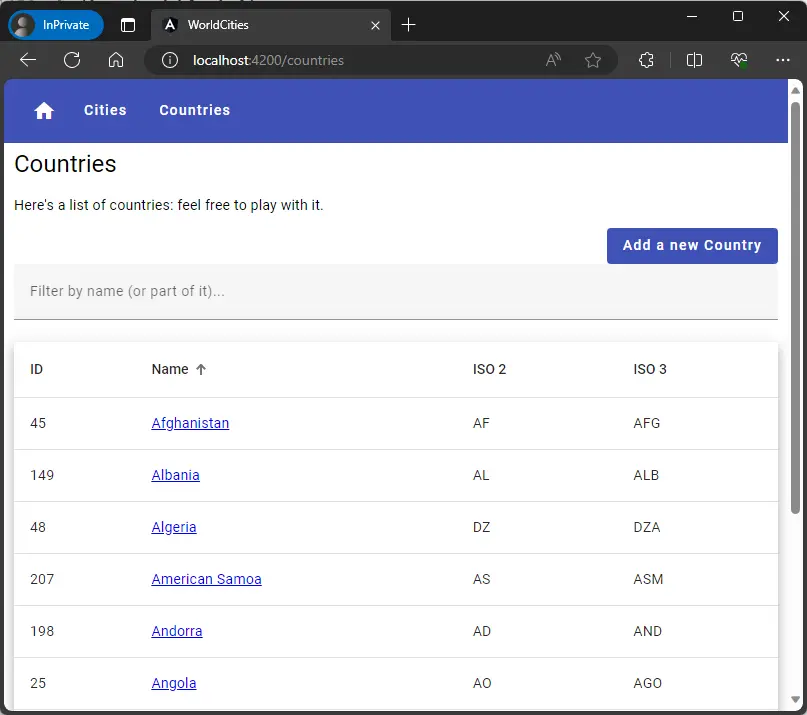 InPrivate WorldCities
localhost:4200/countries
Cities Countries
Countries
Here's a list of countries: feel free to play with it.
Add a new Country
Filter by name (or part of it)...
ID Name ISO 2 ISO 3
45 Afghanistan AF AFG
149 Albania AL ALB
48 Algeria DZ DZA
207 American Samoa AS ASM
198 Andorra AD AND
25 Angola AO AGO